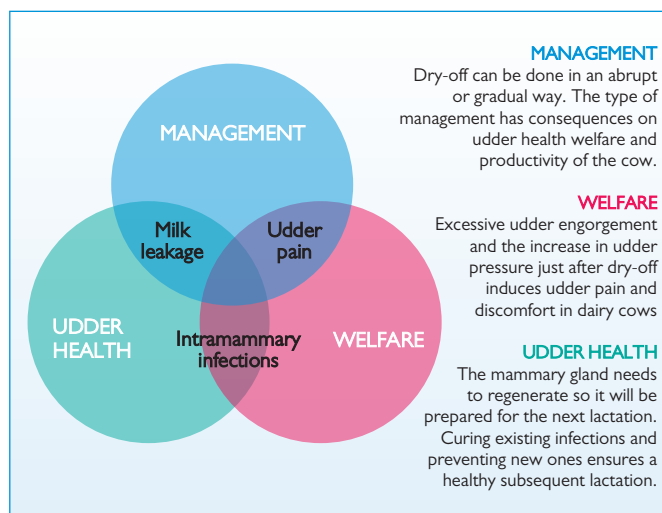 MANAGEMENT
Milk
leakage
Udder
pain
UDDER
HEALTH
Intramammary
infections
WELFARE
MANAGEMENT
Dry-off can be done in an abrupt
or gradual way. The type of
management has consequences on
udder health welfare and
productivity of the cow.
WELFARE
Excessive udder engorgement
and the increase in udder
pressure just after dry-off
induces udder pain and
discomfort in dairy cows
UDDER HEALTH
The mammary gland needs
to regenerate so it will be
prepared for the next lactation.
Curing existing infections and
preventing new ones ensures a
healthy subsequent lactation.